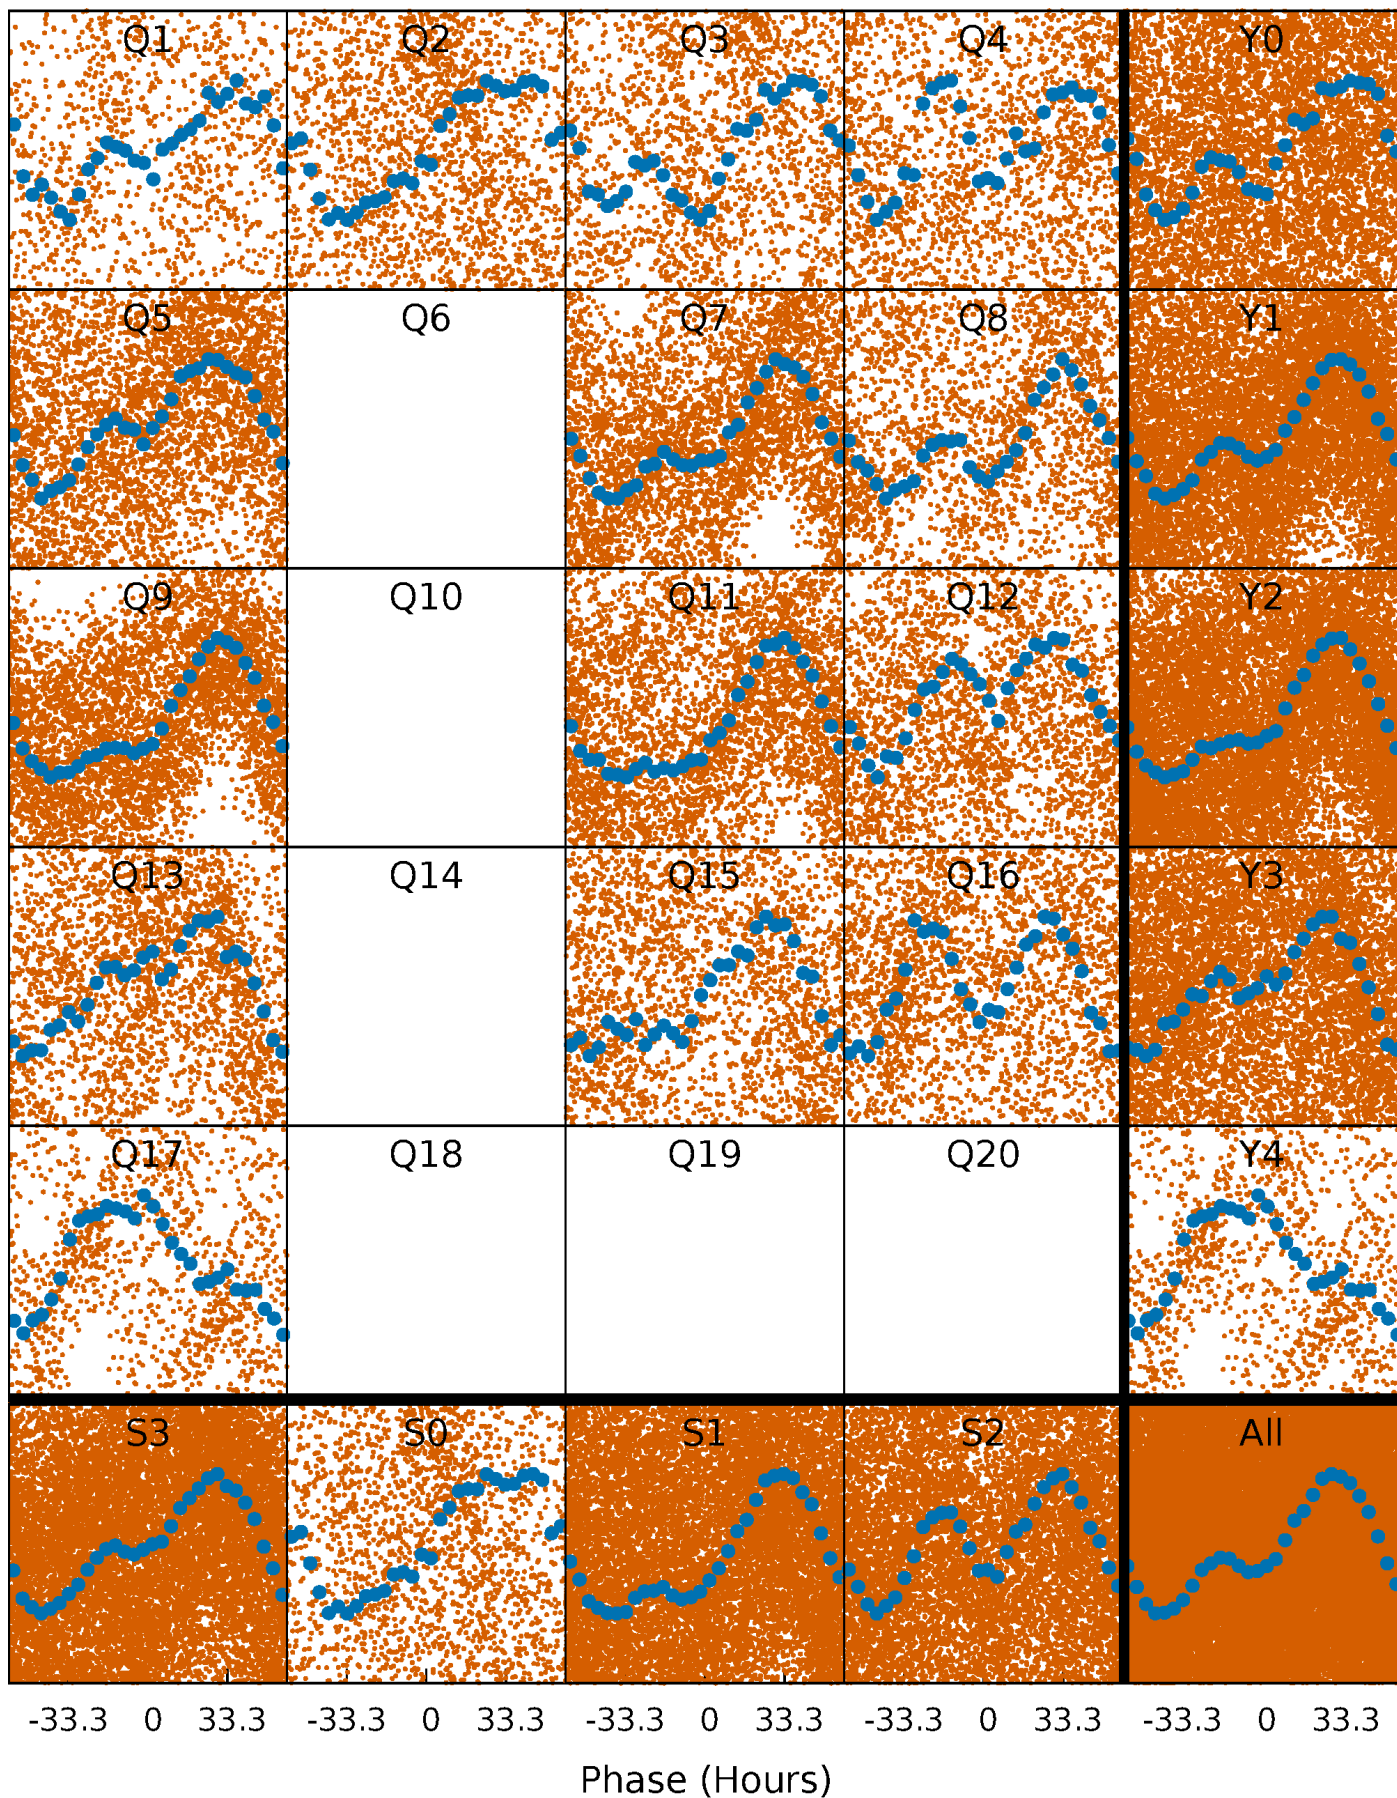 Q1 Q2 Q3 Q4 Y0
Q5 Q6 Q7 Q8 Y1
Q9 Q10 Q11 Q12 Y2
Q13 Q14 Q15 Q16 Y3
Q17 Q18 Q19 Q20 Y4
S3 S0 S1 S2 All
-33.3 0 33.3 -33.3 0 33.3 -33.3 0 33.3 -33.3 0 33.3 -33.3 0 33.3
Phase (Hours)